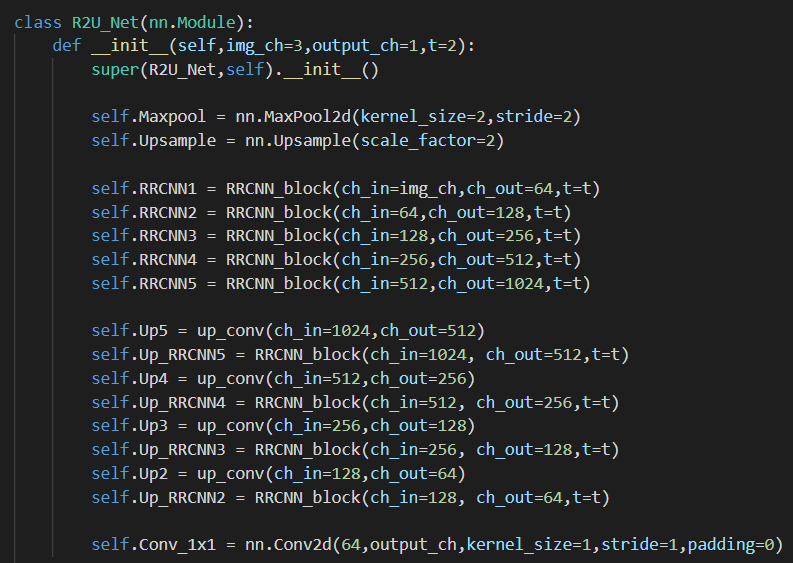 class R2U_Net(nn.Module):
    def __init__(self,img_ch=3,output_ch=1,t=2):
        super(R2U_Net,self).__init__()
        self.Maxpool = nn.MaxPool2d(kernel_size=2,stride=2)
        self.Upsample = nn.Upsample(scale_factor=2)
        self.RRCNN1 = RRCNN_block(ch_in=img_ch,ch_out=64,t=t)
        self.RRCNN2 = RRCNN_block(ch_in=64,ch_out=128,t=t)
        self.RRCNN3 = RRCNN_block(ch_in=128,ch_out=256,t=t)
        self.RRCNN4 = RRCNN_block(ch_in=256,ch_out=512,t=t)
        self.RRCNN5 = RRCNN_block(ch_in=512,ch_out=1024,t=t)
        self.Up5 = up_conv(ch_in=1024,ch_out=512)
        self.Up_RRCNN5 = RRCNN_block(ch_in=1024, ch_out=512,t=t)
        self.Up4 = up_conv(ch_in=512,ch_out=256)
        self.Up_RRCNN4 = RRCNN_block(ch_in=512, ch_out=256,t=t)
        self.Up3 = up_conv(ch_in=256,ch_out=128)
        self.Up_RRCNN3 = RRCNN_block(ch_in=256, ch_out=128,t=t)
        self.Up2 = up_conv(ch_in=128,ch_out=64)
        self.Up_RRCNN2 = RRCNN_block(ch_in=128, ch_out=64,t=t)
        self.Conv_1x1 = nn.Conv2d(64,output_ch,kernel_size=1,stride=1,padding=0)